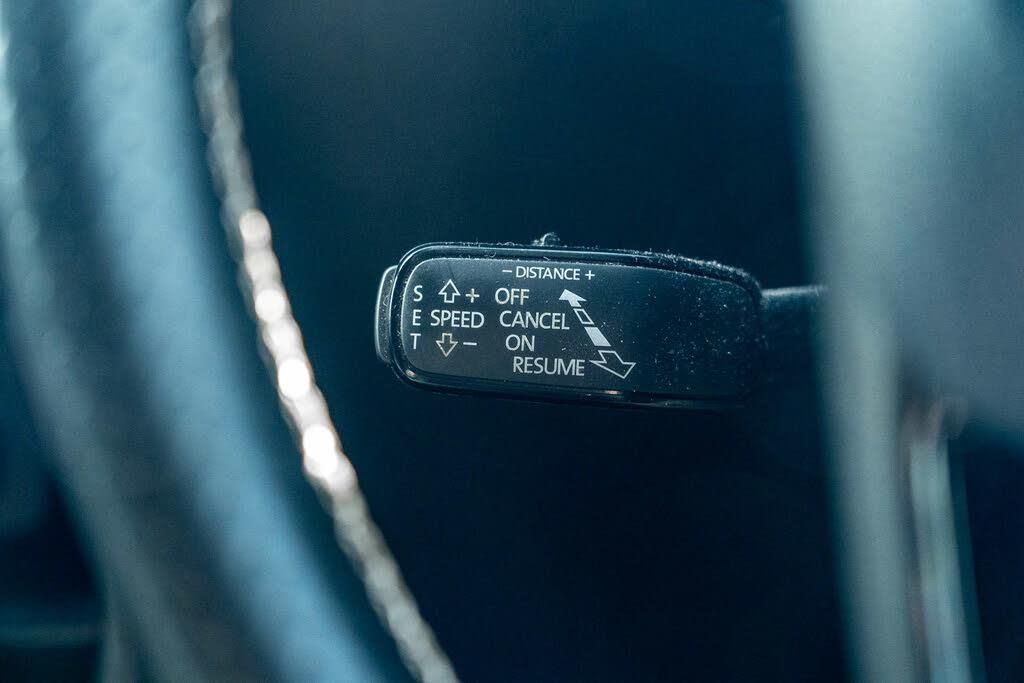 - DISTANCE +
S + OFF
E SPEED CANCEL
T - ON
RESUME